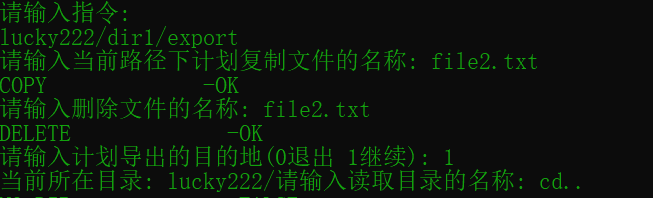 请输入指令:
lucky222/dir1/export
请输入当前路径下计划复制文件的名称: file2.txt
COPY -OK
请输入删除文件的名称: file2.txt
DELETE -OK
请输入计划导出的目的地(0退出 1继续): 1
当前所在目录: lucky222/请输入读取目录的名称: cd..